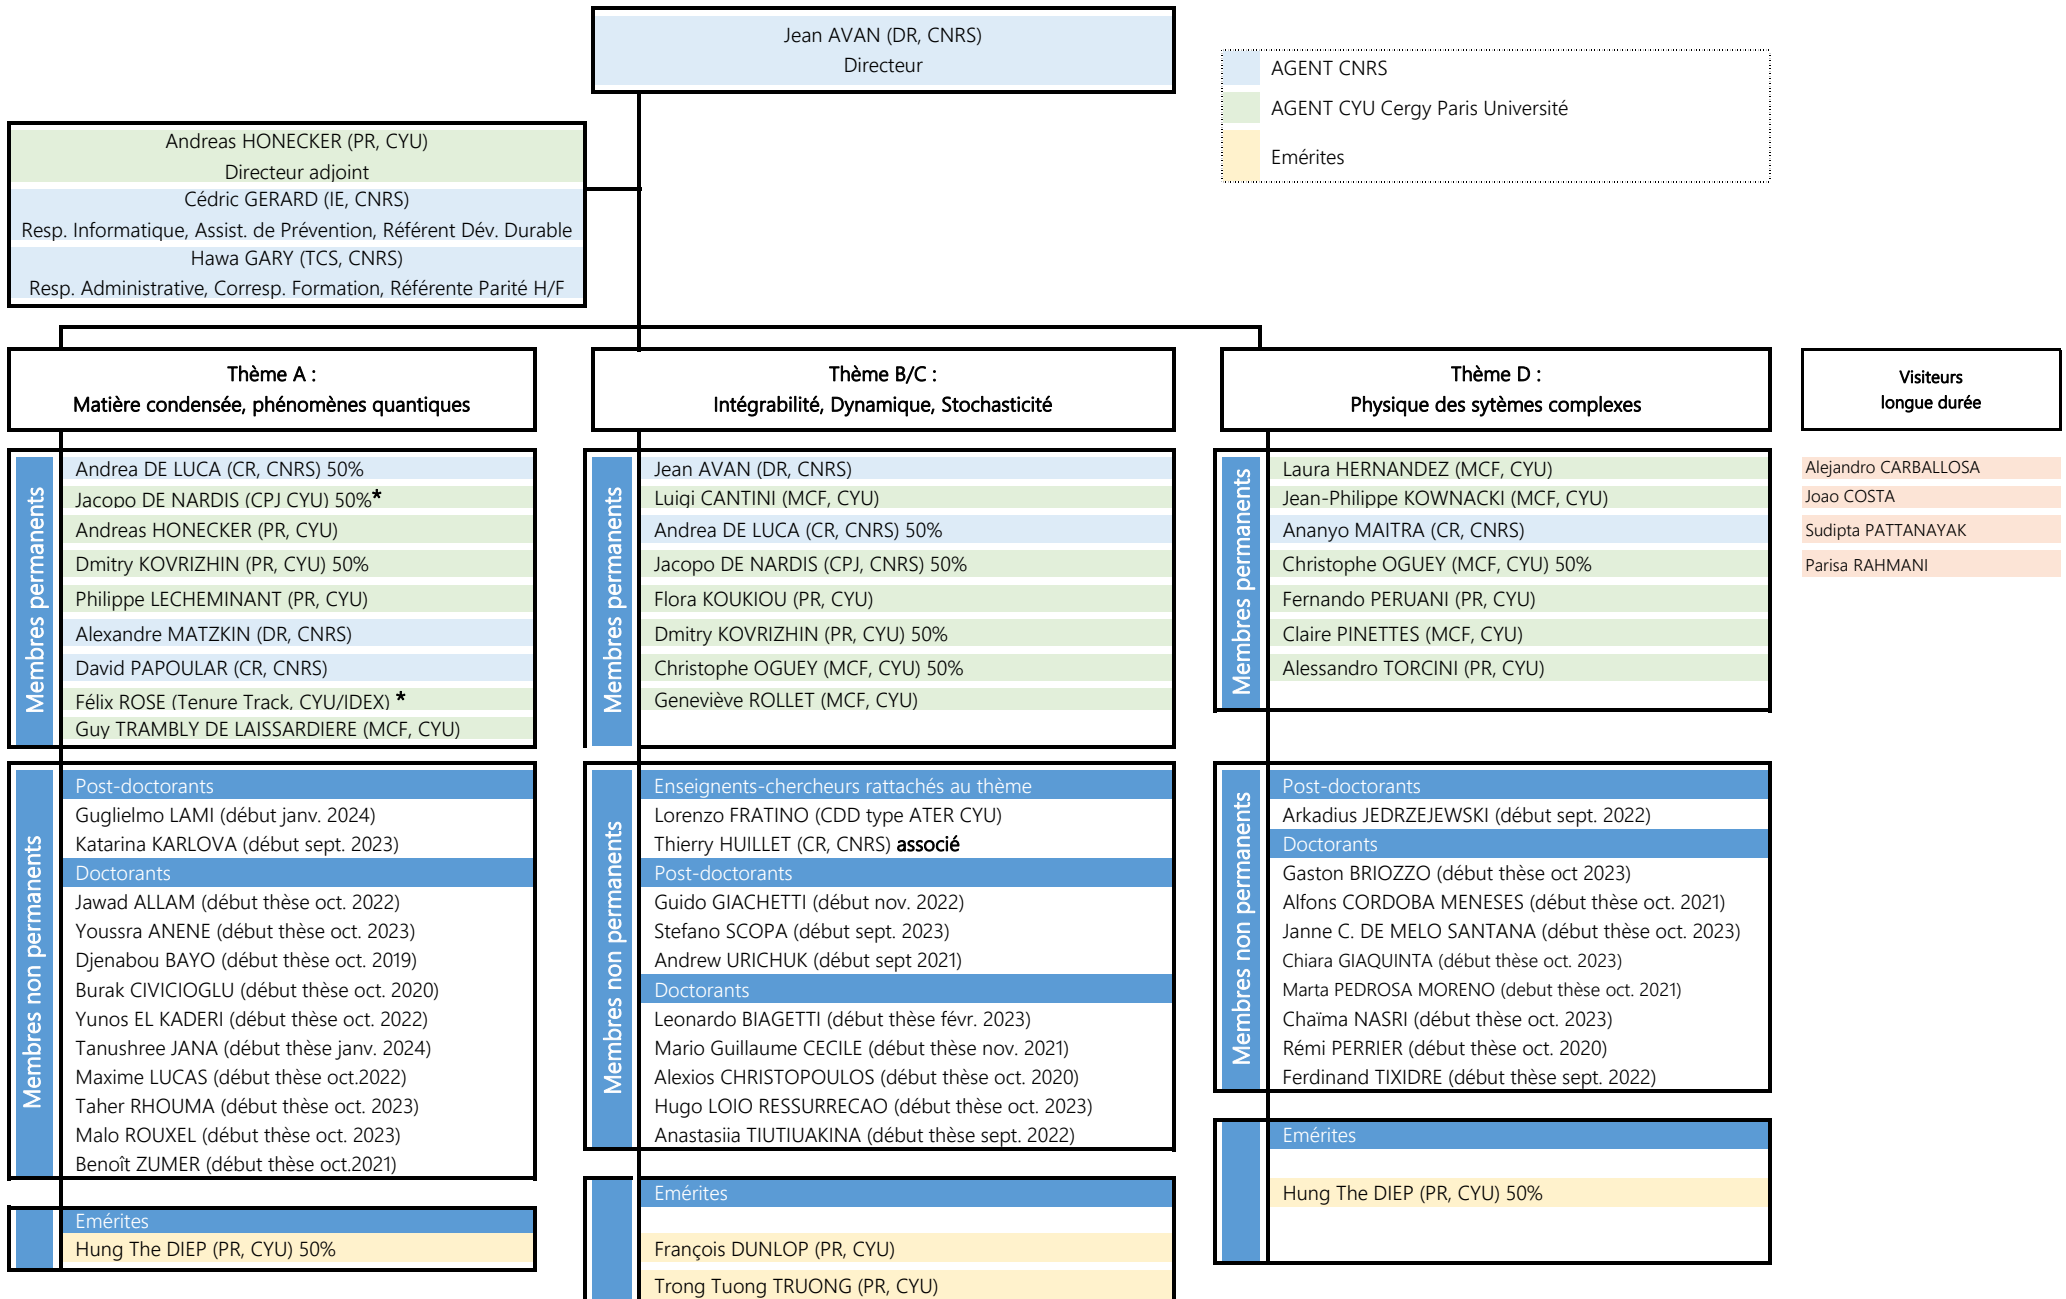 Jean AVAN (DR, CNRS)
Directeur
AGENT CNRS
AGENT CYU Cergy Paris Université
Emérites
Andreas HONECKER (PR, CYU)
Directeur adjoint
Cédric GERARD (IE, CNRS)
Resp. Informatique, Assist. de Prévention, Référent Dév. Durable
Hawa GARY (TCS, CNRS)
Resp. Administrative, Corresp. Formation, Référente Parité H/F
Thème A :
Matière condensée, phénomènes quantiques
Membres permanents
Andrea DE LUCA (CR, CNRS) 50%
Jacopo DE NARDIS (CPJ CYU) 50%*
Andreas HONECKER (PR, CYU)
Dmitry KOVRIZHIN (PR, CYU) 50%
Philippe LECHEMINANT (PR, CYU)
Alexandre MATZKIN (DR, CNRS)
David PAPOULAR (CR, CNRS)
Félix ROSE (Tenure Track, CYU/IDEX) *
Guy TRAMBLY DE LAISSARDIERE (MCF, CYU)
Membres non permanents
Post-doctorants
Guglielmo LAMI (début janv. 2024)
Katarina KARLOVA (début sept. 2023)
Doctorants
Jawad ALLAM (début thèse oct. 2022)
Youssra ANENE (début thèse oct. 2023)
Djenabou BAYO (début thèse oct. 2019)
Burak CIVICIOGLU (début thèse oct. 2020)
Yunos EL KADERI (début thèse oct. 2022)
Tanushree JANA (début thèse janv. 2024)
Maxime LUCAS (début thèse oct.2022)
Taher RHOUMA (début thèse oct. 2023)
Malo ROUXEL (début thèse oct. 2023)
Benoît ZUMER (début thèse oct.2021)
Emérites
Hung The DIEP (PR, CYU) 50%
Thème B/C :
Intégrabilité, Dynamique, Stochasticité
Membres permanents
Jean AVAN (DR, CNRS)
Luigi CANTINI (MCF, CYU)
Andrea DE LUCA (CR, CNRS) 50%
Jacopo DE NARDIS (CPJ, CNRS) 50%
Flora KOUKIOU (PR, CYU)
Dmitry KOVRIZHIN (PR, CYU) 50%
Christophe OGUEY (MCF, CYU) 50%
Geneviève ROLLET (MCF, CYU)
Membres non permanents
Enseignents-chercheurs rattachés au thème
Lorenzo FRATINO (CDD type ATER CYU)
Thierry HUILLET (CR, CNRS) associé
Post-doctorants
Guido GIACHETTI (début nov. 2022)
Stefano SCOPA (début sept. 2023)
Andrew URICHUK (début sept 2021)
Doctorants
Leonardo BIAGETTI (début thèse févr. 2023)
Mario Guillaume CECILE (début thèse nov. 2021)
Alexios CHRISTOPOULOS (début thèse oct. 2020)
Hugo LOIO RESSURRECAO (début thèse oct. 2023)
Anastasiia TIUTIUAKINA (début thèse sept. 2022)
Emérites
François DUNLOP (PR, CYU)
Trong Tuong TRUONG (PR, CYU)
Thème D :
Physique des sytèmes complexes
Membres permanents
Laura HERNANDEZ (MCF, CYU)
Jean-Philippe KOWNACKI (MCF, CYU)
Ananyo MAITRA (CR, CNRS)
Christophe OGUEY (MCF, CYU) 50%
Fernando PERUANI (PR, CYU)
Claire PINETTES (MCF, CYU)
Alessandro TORCINI (PR, CYU)
Membres non permanents
Post-doctorants
Arkadius JEDRZEJEWSKI (début sept. 2022)
Doctorants
Gaston BRIOZZO (début thèse oct 2023)
Alfons CORDOBA MENESES (début thèse oct. 2021)
Janne C. DE MELO SANTANA (début thèse oct. 2023)
Chiara GIAQUINTA (début thèse oct. 2023)
Marta PEDROSA MORENO (debut thèse oct. 2021)
Chaïma NASRI (début thèse oct. 2023)
Rémi PERRIER (début thèse oct. 2020)
Ferdinand TIXIDRE (début thèse sept. 2022)
Emérites
Hung The DIEP (PR, CYU) 50%
Visiteurs
longue durée
Alejandro CARBALLOSA
Joao COSTA
Sudipta PATTANAYAK
Parisa RAHMANI